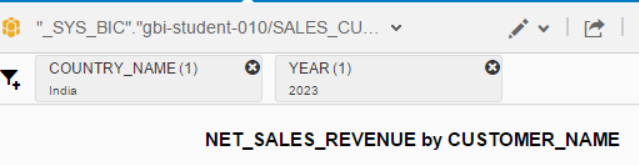 "_SYS_BIC"."gbi-student-010/SALES_CU...
COUNTRY_NAME (1)
India
YEAR (1)
2023
NET_SALES_REVENUE by CUSTOMER_NAME